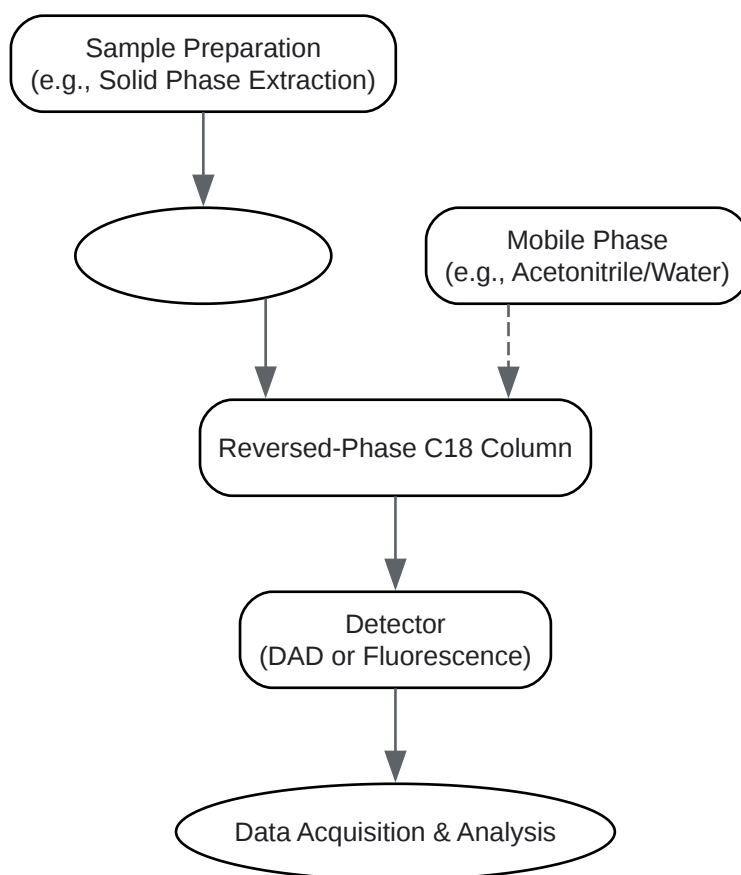 Sample Preparation
(e.g., Solid Phase Extraction)
Mobile Phase
(e.g., Acetonitrile/Water)
Reversed-Phase C18 Column
Detector
(DAD or Fluorescence)
Data Acquisition & Analysis